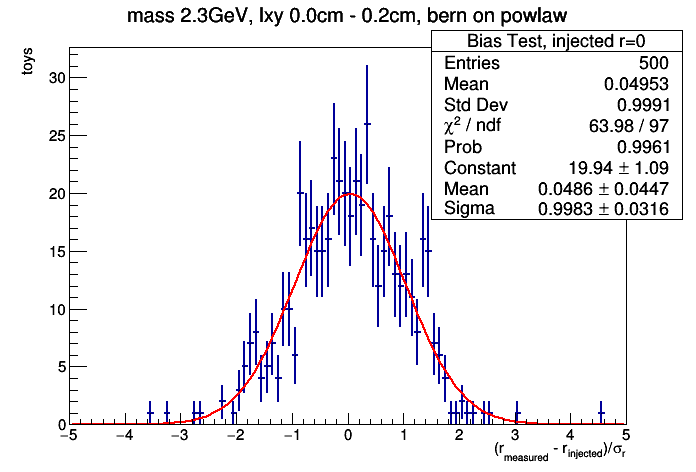 mass 2.3GeV, lxy 0.0cm - 0.2cm, bern on powlaw
toys
Bias Test, injected r=0
Entries 500
Mean 0.04953
Std Dev 0.9991
χ² / ndf 63.98 / 97
Prob 0.9961
Constant 19.94 ± 1.09
Mean 0.0486 ± 0.0447
Sigma 0.9983 ± 0.0316
30
25
20
15
10
5
0
−5 −4 −3 −2 −1 0 1 2 3 4 5
(r_measured - r_injected)/σ_r